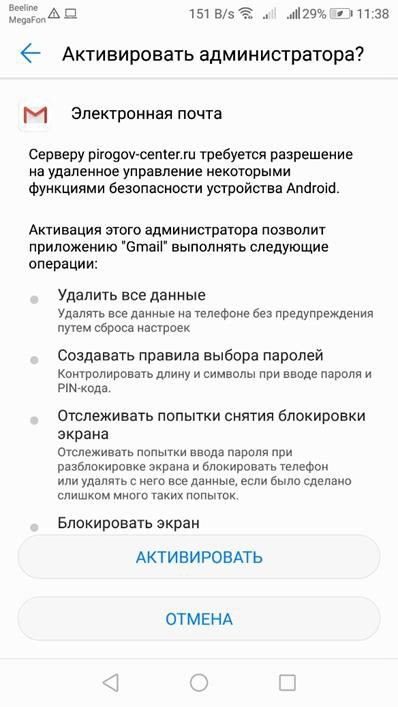 Beeline
MegaFon
151 B/s
29%
11:38
Активировать администратора?
Электронная почта
Серверу pirogov-center.ru требуется разрешение
на удаленное управление некоторыми
функциями безопасности устройства Android.
Активация этого администратора позволит
приложению "Gmail" выполнять следующие
операции:
Удалить все данные
Удалять все данные на телефоне без предупреждения
путем сброса настроек
Создавать правила выбора паролей
Контролировать длину и символы при вводе пароля и
PIN-кода.
Отслеживать попытки снятия блокировки
экрана
Отслеживать попытки ввода пароля при
разблокировке экрана и блокировать телефон
или удалять с него все данные, если было сделано
слишком много таких попыток.
Блокировать экран
АКТИВИРОВАТЬ
ОТМЕНА